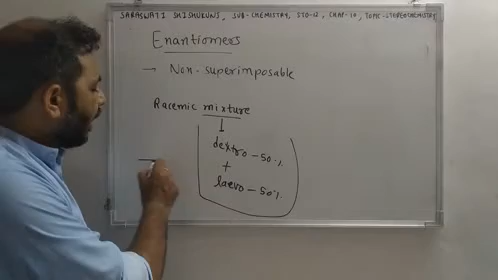 SARASWATI SHISHUKUNJ, SUB-CHEMISTRY, STD-12, CHAP-10, TOPIC-STEREOCHEMISTRY
Enantiomers
— Non-superimposable
Racemic mixture
dextro - 50%
+
laevo - 50%